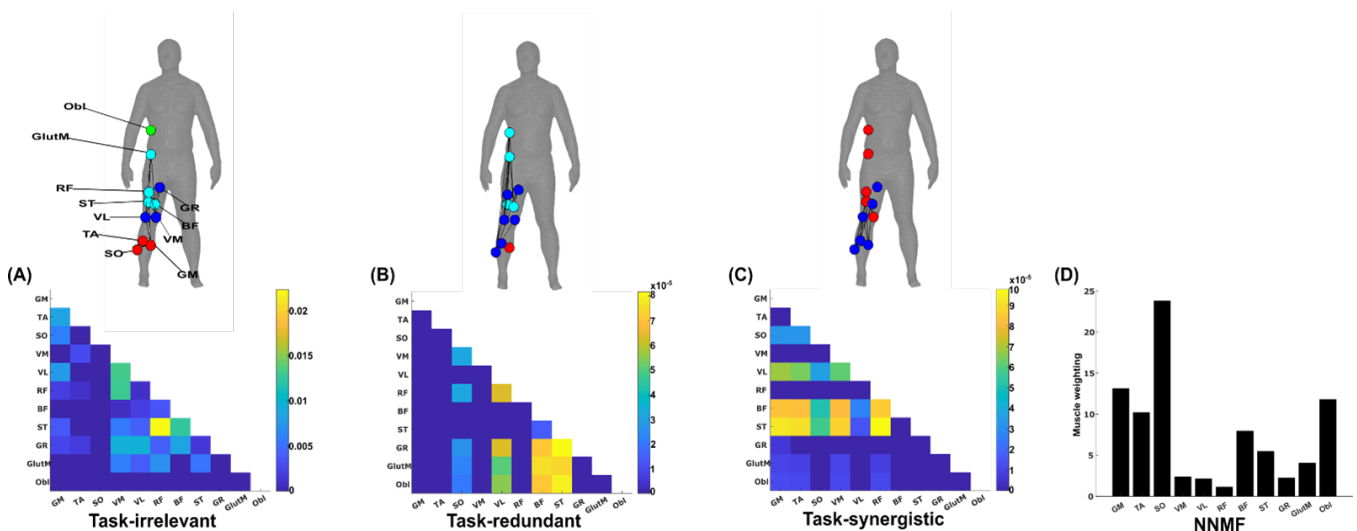 Obl
GlutM
RF
ST
VL
TA
SO
GR
BF
VM
GM
(A)
GM
TA
SO
VM
VL
RF
BF
ST
GR
GlutM
Obl
GM TA SO VM VL RF BF ST GR GlutM Obl
0.02
0.015
0.01
0.005
0
Task-irrelevant
(B)
GM
TA
SO
VM
VL
RF
BF
ST
GR
GlutM
Obl
GM TA SO VM VL RF BF ST GR GlutM Obl
x10⁻⁵
8
7
6
5
4
3
2
1
0
Task-redundant
(C)
GM
TA
SO
VM
VL
RF
BF
ST
GR
GlutM
Obl
GM TA SO VM VL RF BF ST GR GlutM Obl
x10⁻⁵
10
9
8
7
6
5
4
3
2
1
0
Task-synergistic
(D)
Muscle weighting
25
20
15
10
5
0
GM TA SO VM VL RF BF ST GR GlutM Obl
NNMF